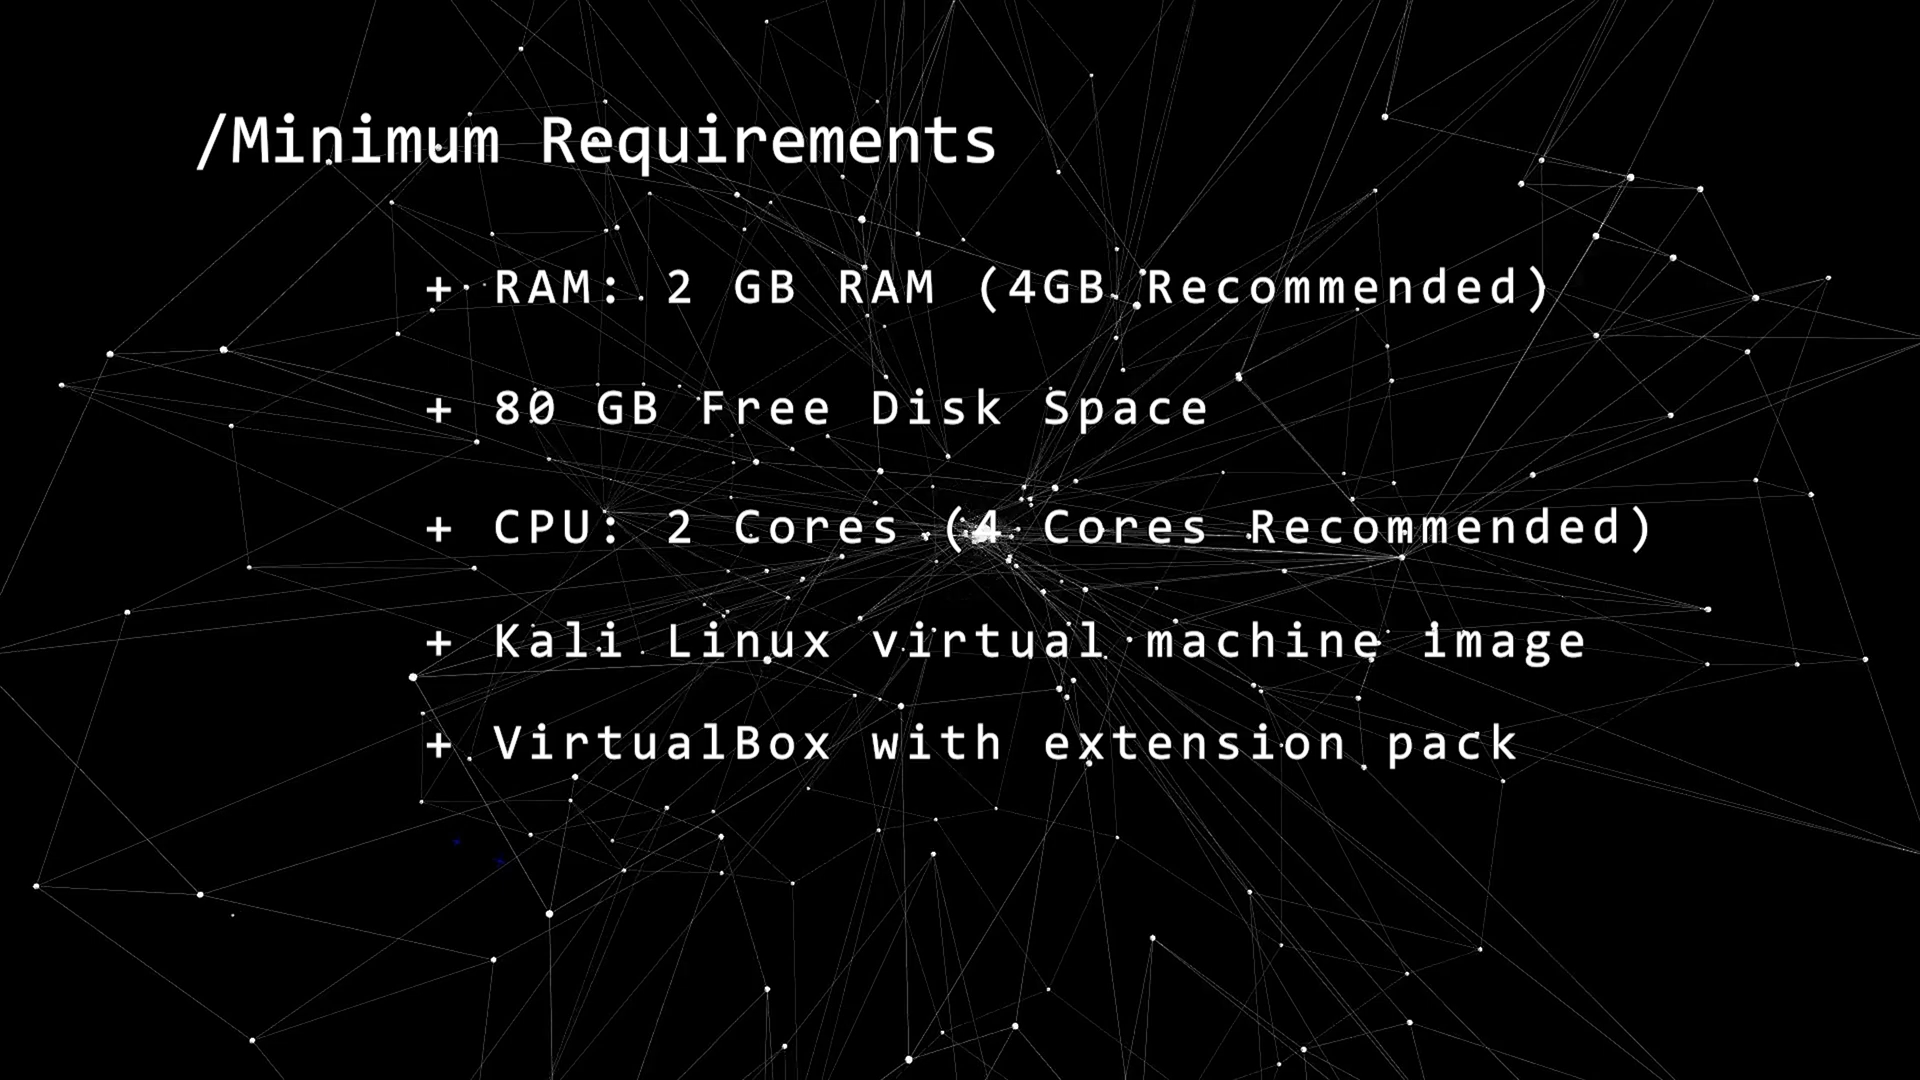 /Minimum Requirements
+ RAM: 2 GB RAM (4GB Recommended)
+ 80 GB Free Disk Space
+ CPU: 2 Cores (4 Cores Recommended)
+ Kali Linux virtual machine image
+ VirtualBox with extension pack